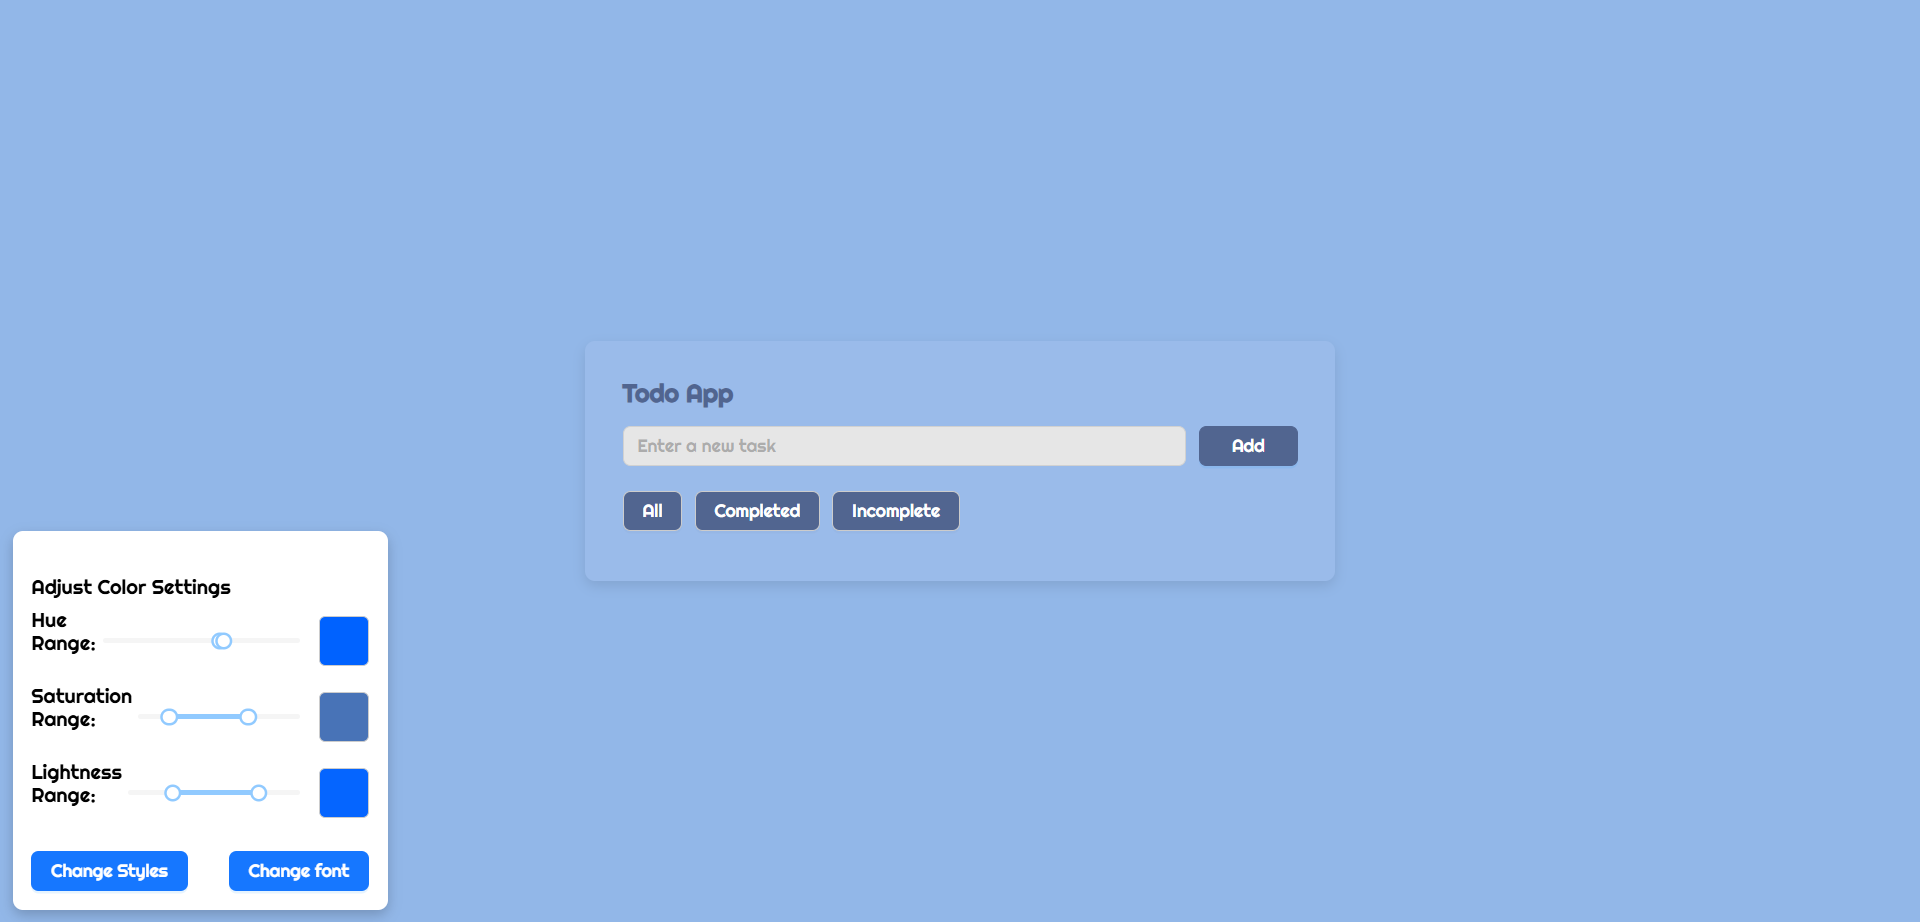 Todo App
Enter a new task
Add
All
Completed
Incomplete
Adjust Color Settings
Hue
Range:
Saturation
Range:
Lightness
Range:
Change Styles
Change font